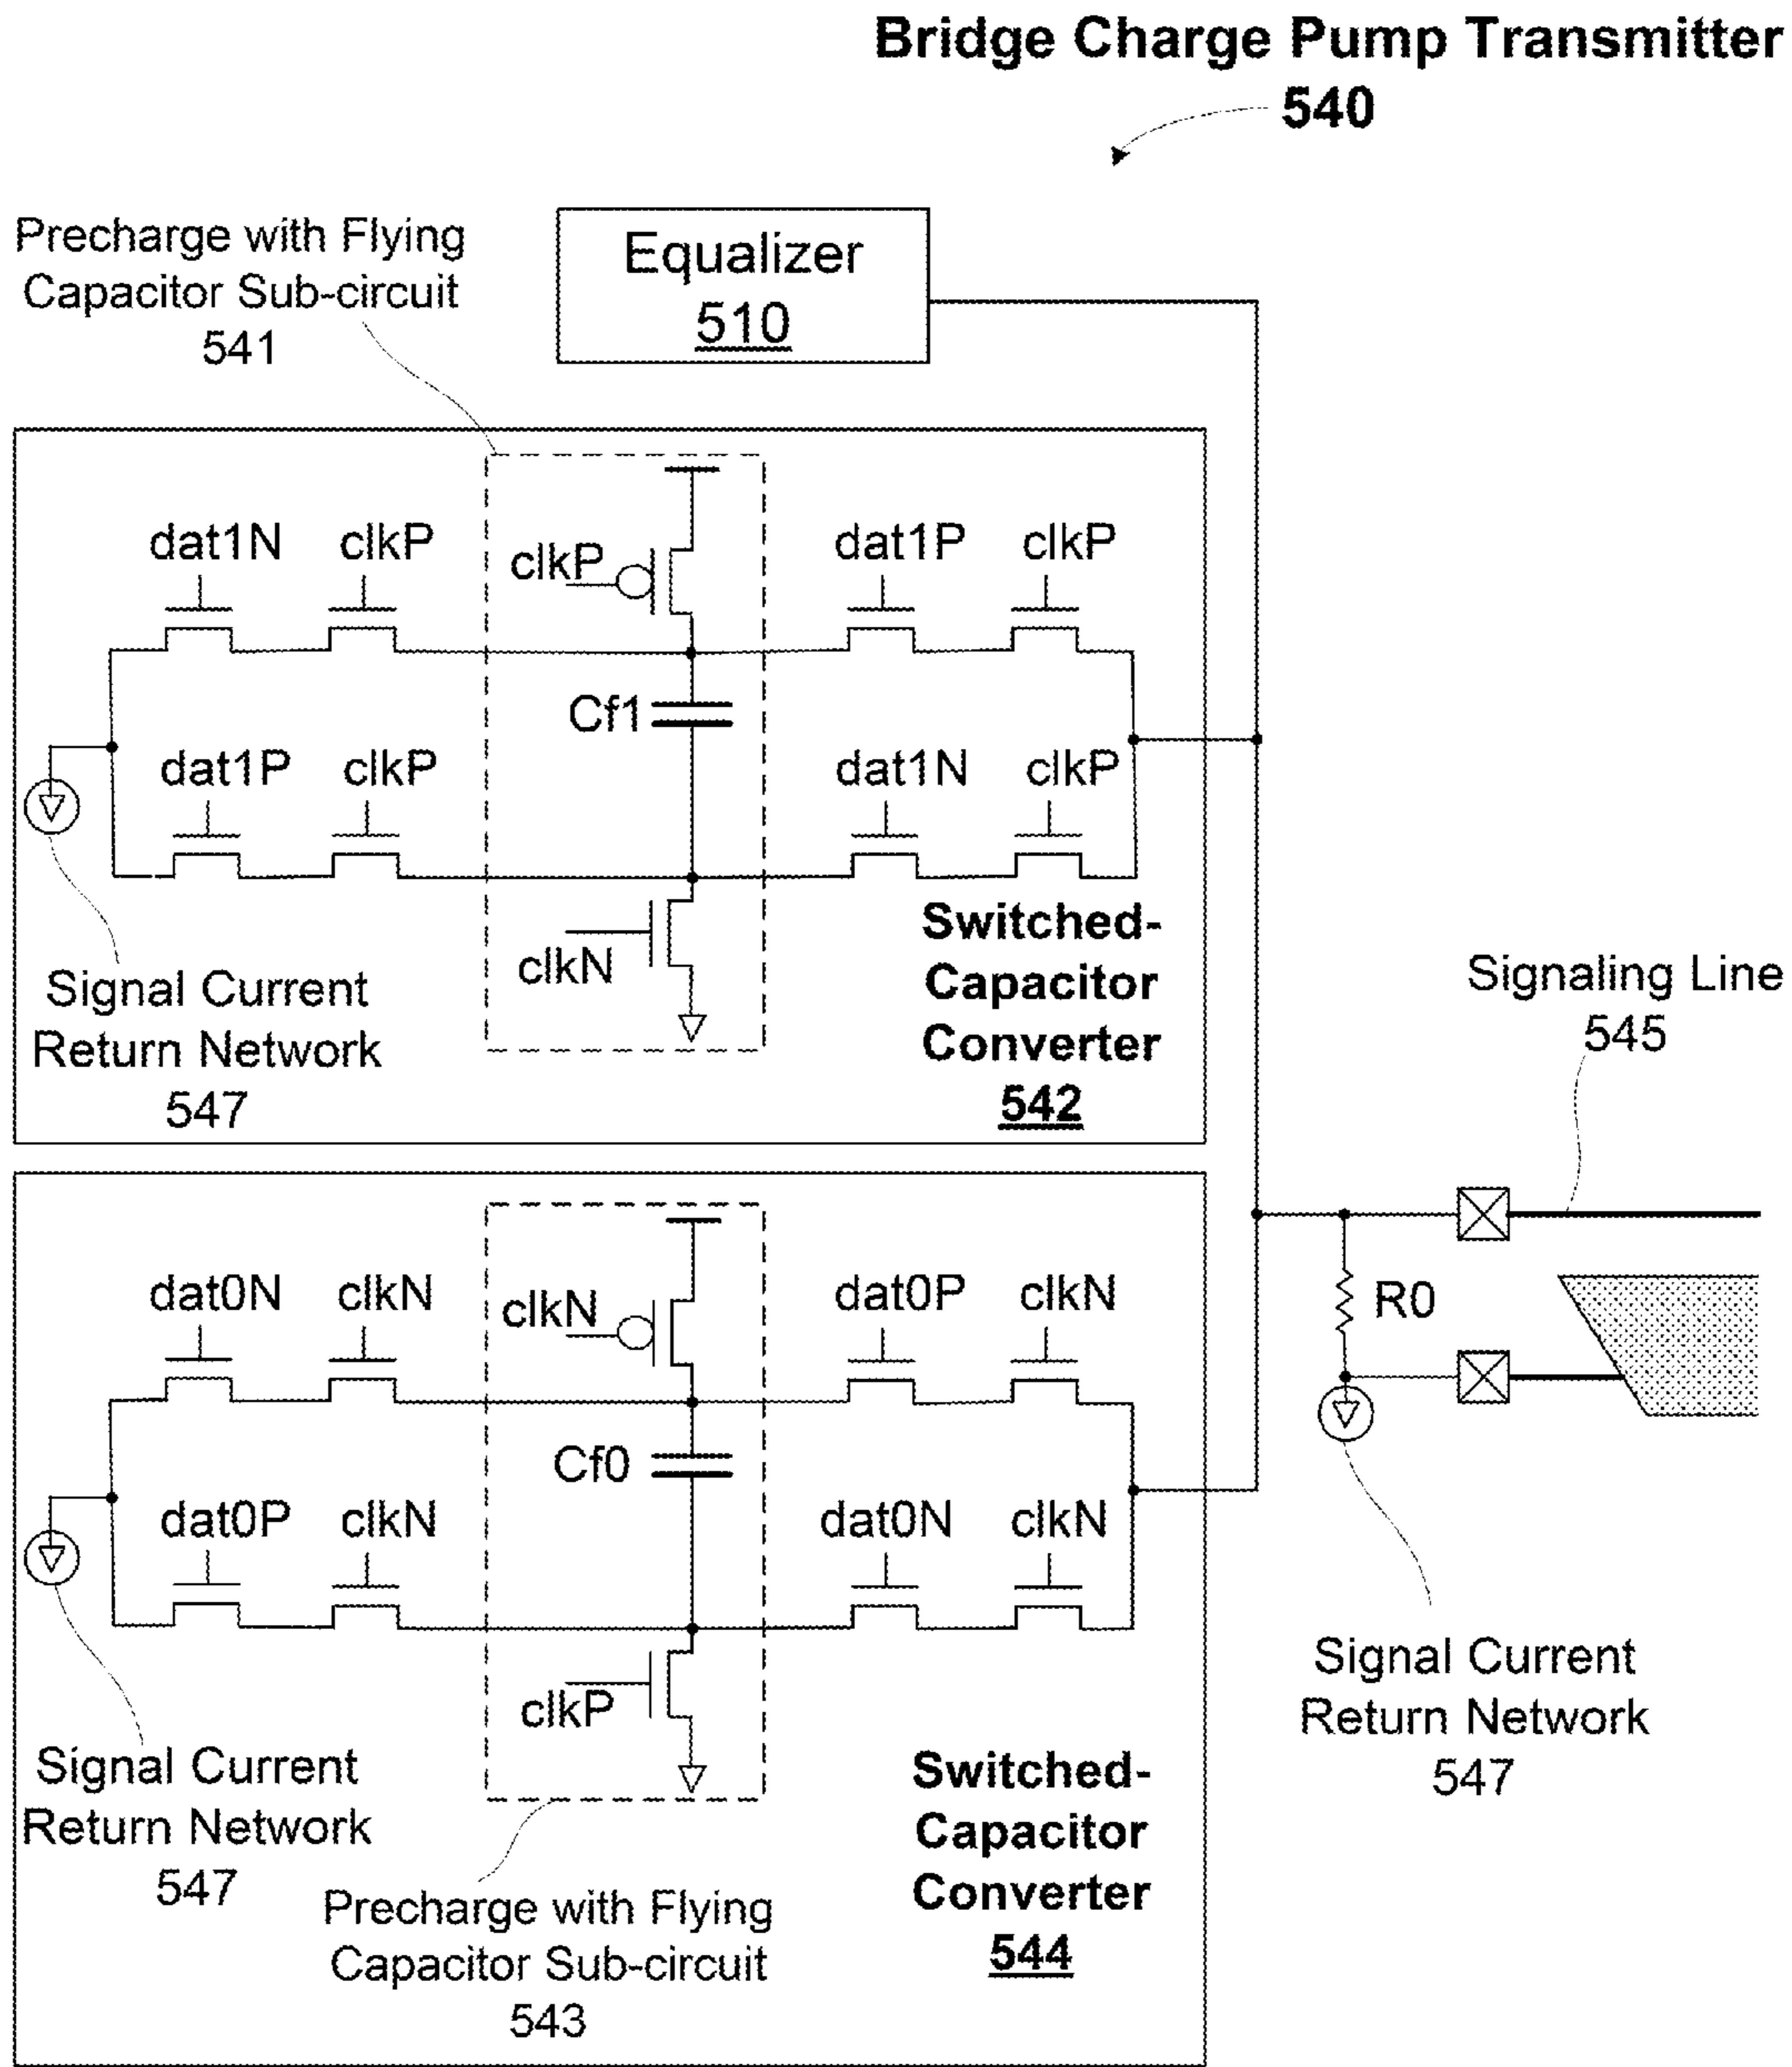 Bridge Charge Pump Transmitter
540
Precharge with Flying
Capacitor Sub-circuit
541
Equalizer
510
dat1N
clkP
clkP
dat1P
clkP
Cf1
dat1P
clkP
dat1N
clkP
clkN
Signal Current
Return Network
547
Switched-
Capacitor
Converter
542
Signaling Line
545
dat0N
clkN
clkN
dat0P
clkN
R0
Cf0
dat0P
clkN
dat0N
clkN
clkP
Signal Current
Return Network
547
Switched-
Capacitor
Converter
544
Precharge with Flying
Capacitor Sub-circuit
543
Signal Current
Return Network
547